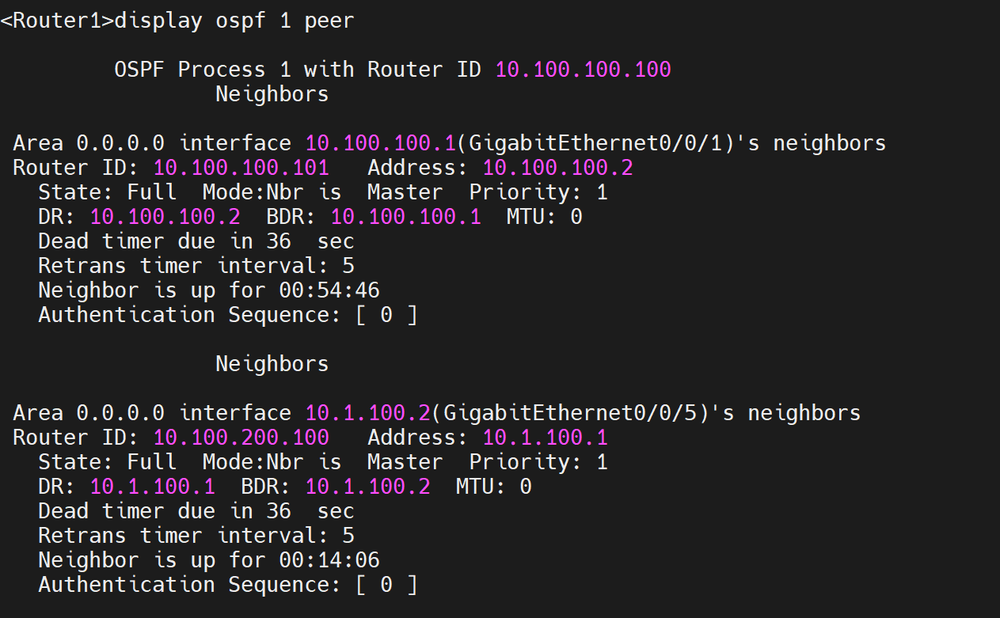 <Router1>display ospf 1 peer
OSPF Process 1 with Router ID 10.100.100.100
Neighbors
Area 0.0.0.0 interface 10.100.100.1(GigabitEthernet0/0/1)'s neighbors
Router ID: 10.100.100.101   Address: 10.100.100.2
State: Full  Mode:Nbr is  Master  Priority: 1
DR: 10.100.100.2  BDR: 10.100.100.1  MTU: 0
Dead timer due in 36  sec
Retrans timer interval: 5
Neighbor is up for 00:54:46
Authentication Sequence: [ 0 ]
Neighbors
Area 0.0.0.0 interface 10.1.100.2(GigabitEthernet0/0/5)'s neighbors
Router ID: 10.100.200.100   Address: 10.1.100.1
State: Full  Mode:Nbr is  Master  Priority: 1
DR: 10.1.100.1  BDR: 10.1.100.2  MTU: 0
Dead timer due in 36  sec
Retrans timer interval: 5
Neighbor is up for 00:14:06
Authentication Sequence: [ 0 ]